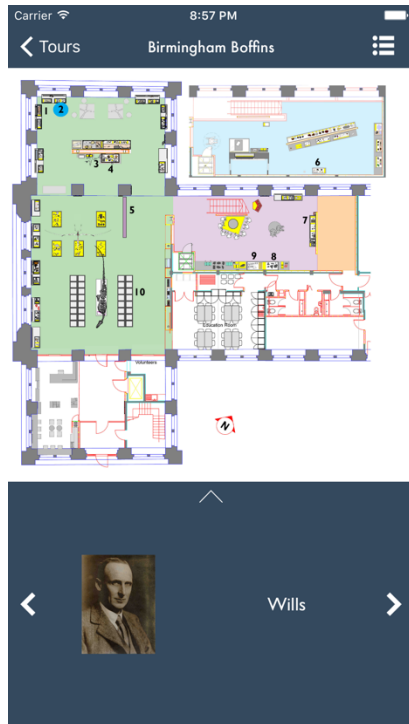 Carrier 8:57 PM
Tours Birmingham Boffins
1 2
3 4
6
5
7
9 8
10
Education Room
Volunteers
N
Wills